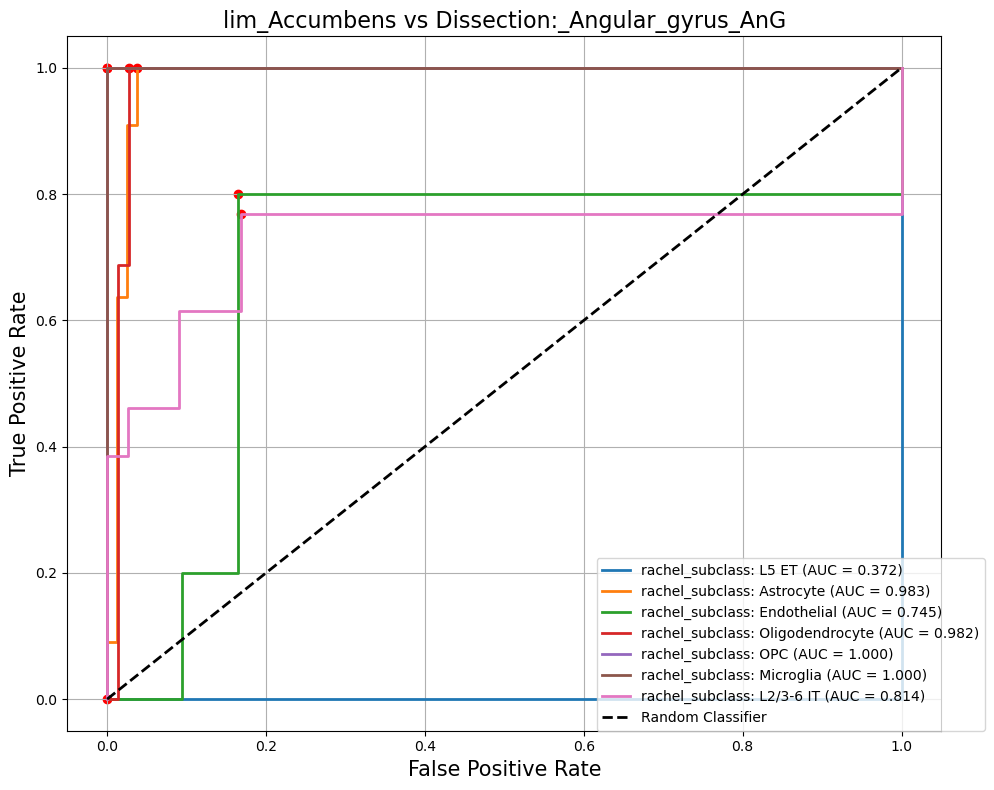 lim_Accumbens vs Dissection:_Angular_gyrus_AnG
True Positive Rate
1.0
0.8
0.6
0.4
0.2
0.0
rachel_subclass: L5 ET (AUC = 0.372)
rachel_subclass: Astrocyte (AUC = 0.983)
rachel_subclass: Endothelial (AUC = 0.745)
rachel_subclass: Oligodendrocyte (AUC = 0.982)
rachel_subclass: OPC (AUC = 1.000)
rachel_subclass: Microglia (AUC = 1.000)
rachel_subclass: L2/3-6 IT (AUC = 0.814)
Random Classifier
0.0 0.2 0.4 0.6 0.8 1.0
False Positive Rate